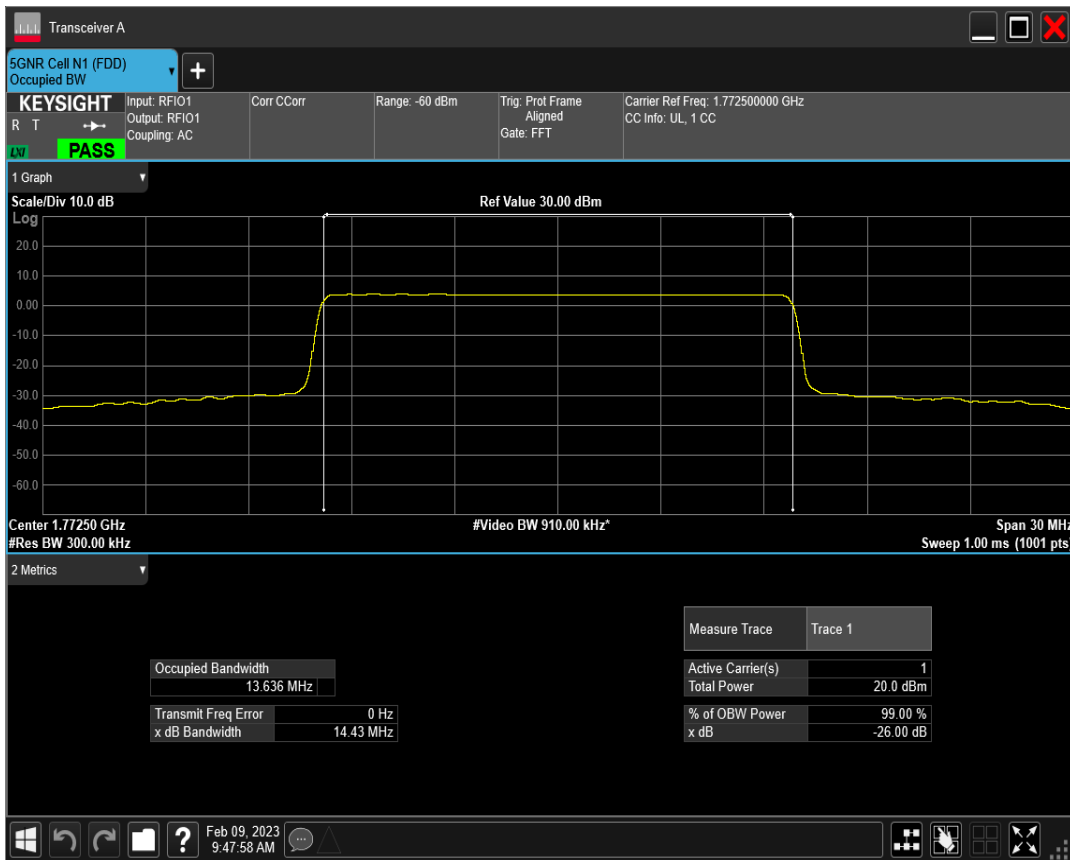 Transceiver A
5GNR Cell N1 (FDD)
Occupied BW
+
KEYSIGHT
R T
LXI
PASS
Input: RFIO1
Output: RFIO1
Coupling: AC
Corr CCorr
Range: -60 dBm
Trig: Prot Frame
Aligned
Gate: FFT
Carrier Ref Freq: 1.772500000 GHz
CC Info: UL, 1 CC
1 Graph
Scale/Div 10.0 dB
Ref Value 30.00 dBm
Log
20.0
10.0
0.00
-10.0
-20.0
-30.0
-40.0
-50.0
-60.0
Center 1.77250 GHz
#Video BW 910.00 kHz*
Span 30 MHz
#Res BW 300.00 kHz
Sweep 1.00 ms (1001 pts)
2 Metrics
Measure Trace Trace 1
Occupied Bandwidth
13.636 MHz
Active Carrier(s) 1
Total Power 20.0 dBm
Transmit Freq Error 0 Hz
x dB Bandwidth 14.43 MHz
% of OBW Power 99.00 %
x dB -26.00 dB
?
Feb 09, 2023
9:47:58 AM